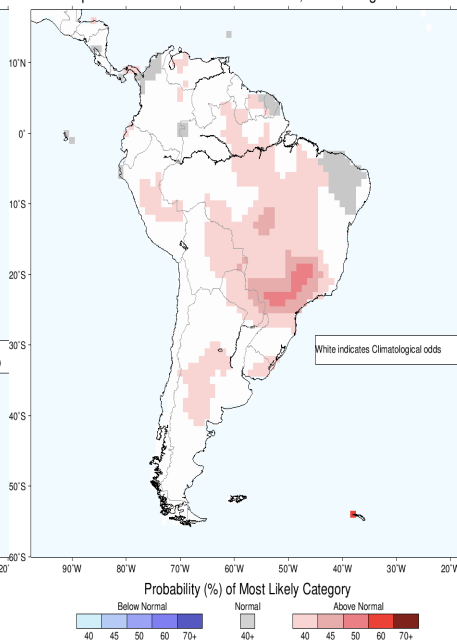 10˚N
0˚
10˚S
20˚S
30˚S
White indicates Climatological odds
40˚S
50˚S
60˚S
20˚ 90˚W 80˚W 70˚W 60˚W 50˚W 40˚W 30˚W 20˚W
Probability (%) of Most Likely Category
Below Normal Normal Above Normal
40 45 50 60 70+ 40+ 40 45 50 60 70+